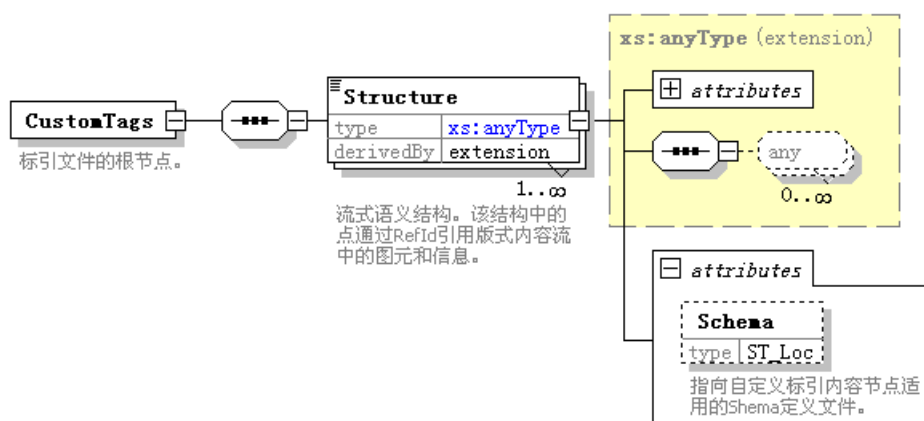 xs:anyType (extension)
attributes
Structure
CustomTags
type xs:anyType
any
derivedBy extension
标引文件的根节点。
1..∞
0..∞
流式语义结构。该结构中的
点通过RefId引用版式内容流
中的图元和信息。
attributes
Schema
type ST_Loc
指向自定义标引内容节点适
用的Shema定义文件。